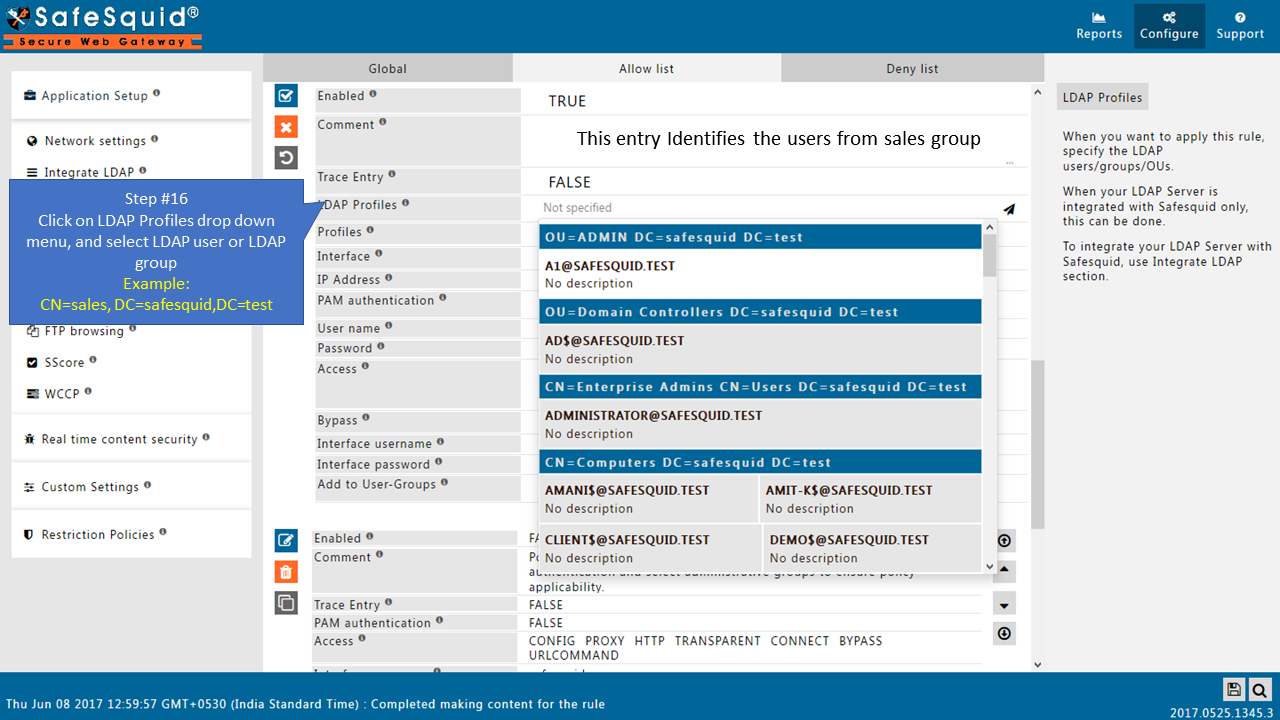 SafeSquid®
Secure Web Gateway
Reports
Configure
Support
Application Setup
Network settings
Integrate LDAP
FTP browsing
SScore
WCCP
Real time content security
Custom Settings
Restriction Policies
Step #16
Click on LDAP Profiles drop down
menu, and select LDAP user or LDAP
group
Example:
CN=sales, DC=safesquid,DC=test
Global
Allow list
Deny list
Enabled
TRUE
Comment
This entry Identifies the users from sales group
...
Trace Entry
FALSE
LDAP Profiles
Not specified
Profiles
Interface
IP Address
PAM authentication
User name
Password
Access
Bypass
Interface username
Interface password
Add to User-Groups
OU=ADMIN DC=safesquid DC=test
A1@SAFESQUID.TEST
No description
OU=Domain Controllers DC=safesquid DC=test
AD$@SAFESQUID.TEST
No description
CN=Enterprise Admins CN=Users DC=safesquid DC=test
ADMINISTRATOR@SAFESQUID.TEST
No description
CN=Computers DC=safesquid DC=test
AMANI$@SAFESQUID.TEST
No description
AMIT-K$@SAFESQUID.TEST
No description
CLIENT$@SAFESQUID.TEST
No description
DEMO$@SAFESQUID.TEST
No description
Enabled
Comment
applicability.
Trace Entry
FALSE
PAM authentication
FALSE
Access
CONFIG PROXY HTTP TRANSPARENT CONNECT BYPASS
URLCOMMAND
LDAP Profiles
When you want to apply this rule,
specify the LDAP
users/groups/OUs.
When your LDAP Server is
integrated with Safesquid only,
this can be done.
To integrate your LDAP Server with
Safesquid, use Integrate LDAP
section.
Thu Jun 08 2017 12:59:57 GMT+0530 (India Standard Time) : Completed making content for the rule
2017.0525.1345.3